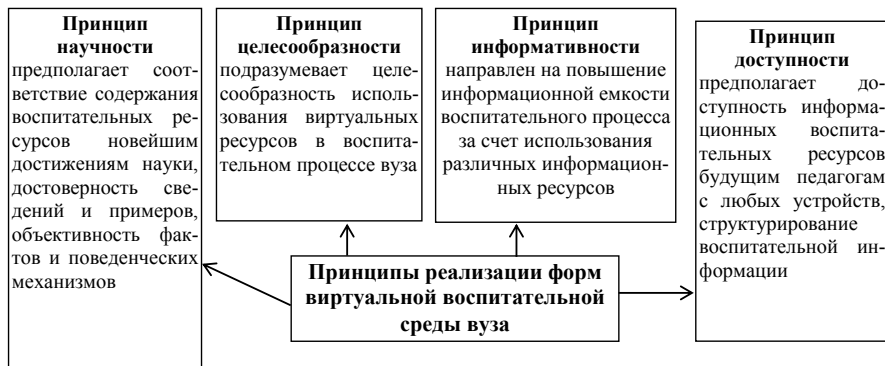 Принцип
научности
предполагает соот-
ветствие содержания
воспитательных ре-
сурсов новейшим
достижениям науки,
достоверность све-
дений и примеров,
объективность фак-
тов и поведенческих
механизмов
Принцип
целесообразности
подразумевает целе-
сообразность исполь-
зования виртуальных
ресурсов в воспита-
тельном процессе вуза
Принцип
информативности
направлен на повышение
информационной емкости
воспитательного процесса
за счет использования
различных информацион-
ных ресурсов
Принцип
доступности
предполагает до-
ступность информа-
ционных воспита-
тельных ресурсов
будущим педагогам
с любых устройств,
структурирование
воспитательной ин-
формации
Принципы реализации форм
виртуальной воспитательной
среды вуза